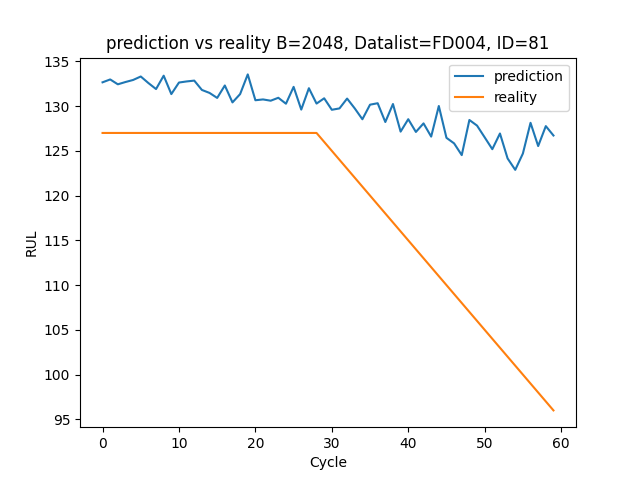 prediction vs reality B=2048, Datalist=FD004, ID=81
prediction
reality
135
130
125
120
115
110
105
100
95
RUL
0 10 20 30 40 50 60
Cycle